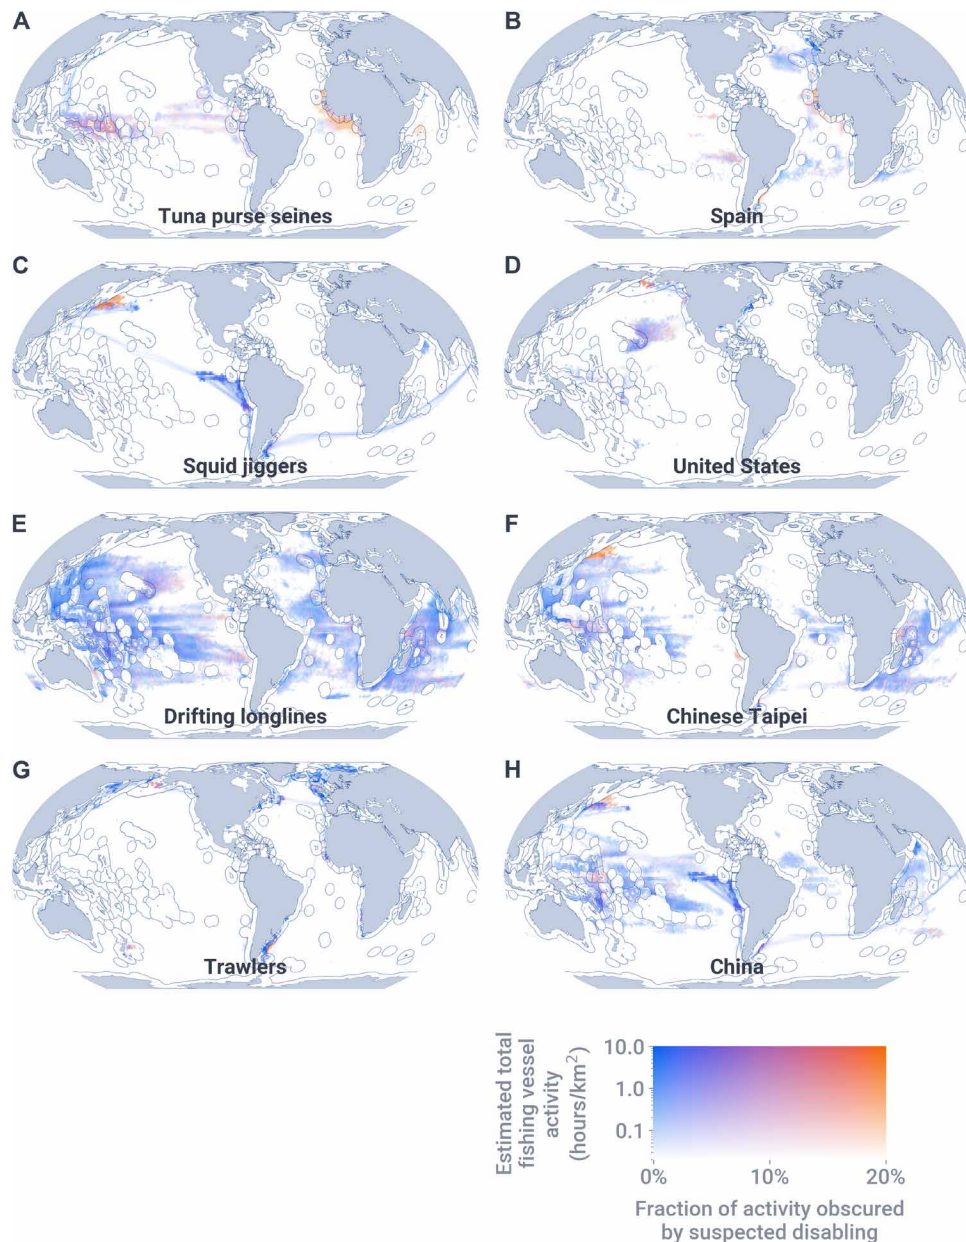 A
B
Tuna purse seines
Spain
C
D
Squid jiggers
United States
E
F
Drifting longlines
Chinese Taipei
G
H
Trawlers
China
Estimated total
fishing vessel
activity
(hours/km²)
10.0
1.0
0.1
0%
10%
20%
Fraction of activity obscured
by suspected disabling